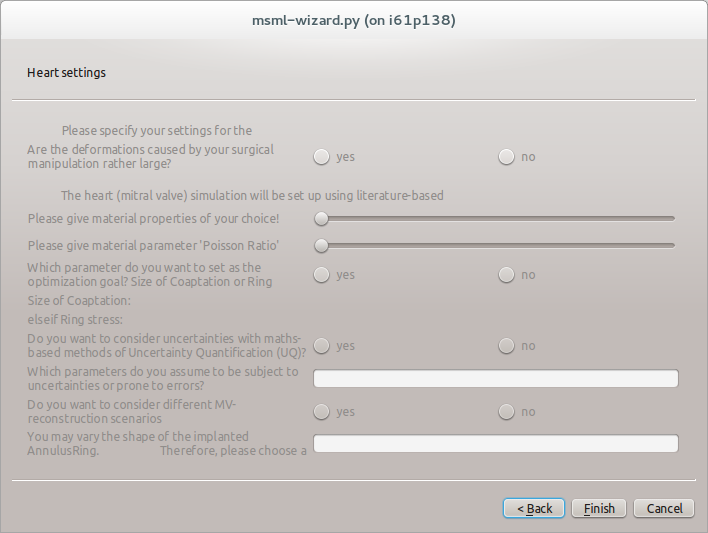 msml-wizard.py (on i61p138)
Heart settings
Please specify your settings for the
Are the deformations caused by your surgical
manipulation rather large?
yes
no
The heart (mitral valve) simulation will be set up using literature-based
Please give material properties of your choice!
Please give material parameter 'Poisson Ratio'
Which parameter do you want to set as the
optimization goal? Size of Coaptation or Ring
yes
no
Size of Coaptation:
elseif Ring stress:
Do you want to consider uncertainties with maths-
based methods of Uncertainty Quantification (UQ)?
yes
no
Which parameters do you assume to be subject to
uncertainties or prone to errors?
Do you want to consider different MV-
reconstruction scenarios
yes
no
You may vary the shape of the implanted
AnnulusRing. Therefore, please choose a
< Back
Finish
Cancel